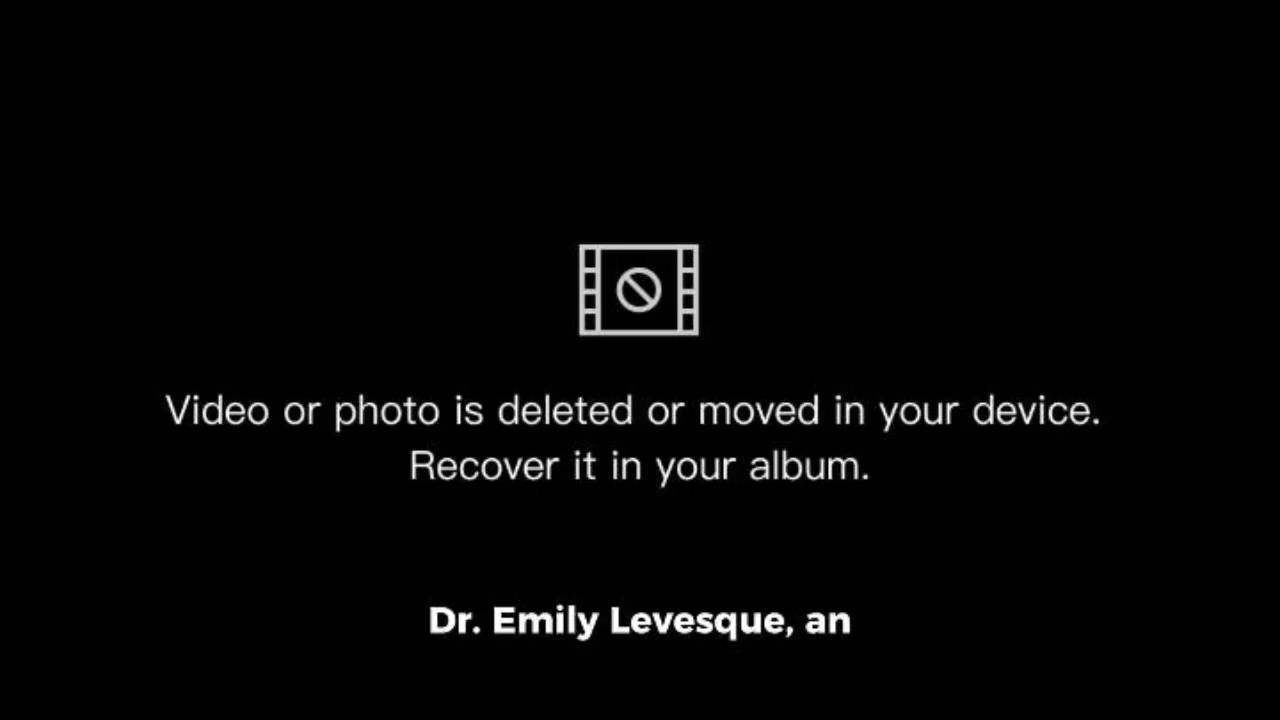 Video or photo is deleted or moved in your device.
Recover it in your album.
Dr. Emily Levesque, an